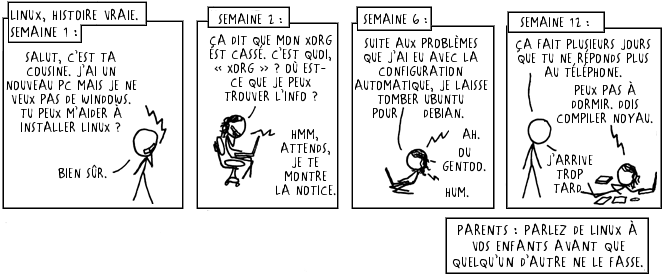 LINUX, HISTOIRE VRAIE.
SEMAINE 1 :
SALUT, C'EST TA
COUSINE. J'AI UN
NOUVEAU PC MAIS JE NE
VEUX PAS DE WINDOWS.
TU PEUX M'AIDER À
INSTALLER LINUX ?
BIEN SÛR.
SEMAINE 2 :
ÇA DIT QUE MON XORG
EST CASSÉ. C'EST QUOI,
« XORG » ? OÙ EST-
CE QUE JE PEUX
TROUVER L'INFO ?
HMM,
ATTENDS,
JE TE
MONTRE
LA NOTICE.
SEMAINE 6 :
SUITE AUX PROBLÈMES
QUE J'AI EU AVEC LA
CONFIGURATION
AUTOMATIQUE, JE LAISSE
TOMBER UBUNTU
POUR DEBIAN.
AH.
OU
GENTOO.
HUM.
SEMAINE 12 :
ÇA FAIT PLUSIEURS JOURS
QUE TU NE RÉPONDS PLUS
AU TÉLÉPHONE.
PEUX PAS À
DORMIR. DOIS
COMPILER NOYAU.
J'ARRIVE
TROP
TARD.
PARENTS : PARLEZ DE LINUX À
VOS ENFANTS AVANT QUE
QUELQU'UN D'AUTRE NE LE FASSE.